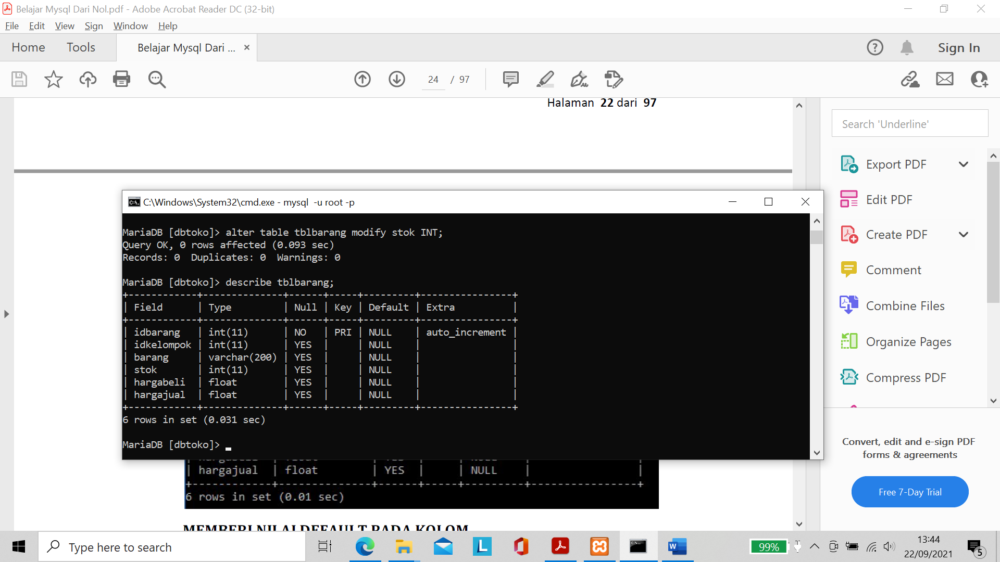 Belajar Mysql Dari Nol.pdf - Adobe Acrobat Reader DC (32-bit)
File Edit View Sign Window Help
Home Tools Belajar Mysql Dari ... × Sign In
24 / 97
Halaman 22 dari 97
Search 'Underline'
Export PDF
Edit PDF
Create PDF
Comment
Combine Files
Organize Pages
Compress PDF
Convert, edit and e-sign PDF
forms & agreements
Free 7-Day Trial
C:\Windows\System32\cmd.exe - mysql  -u root -p
MariaDB [dbtoko]> alter table tblbarang modify stok INT;
Query OK, 0 rows affected (0.093 sec)
Records: 0  Duplicates: 0  Warnings: 0
MariaDB [dbtoko]> describe tblbarang;
+------------+--------------+------+-----+---------+----------------+
| Field      | Type         | Null | Key | Default | Extra          |
+------------+--------------+------+-----+---------+----------------+
| idbarang   | int(11)      | NO   | PRI | NULL    | auto_increment |
| idkelompok | int(11)      | YES  |     | NULL    |                |
| barang     | varchar(200) | YES  |     | NULL    |                |
| stok       | int(11)      | YES  |     | NULL    |                |
| hargabeli  | float        | YES  |     | NULL    |                |
| hargajual  | float        | YES  |     | NULL    |                |
+------------+--------------+------+-----+---------+----------------+
6 rows in set (0.031 sec)
MariaDB [dbtoko]> _
| hargajual  | float        | YES  |     | NULL    |                |
+------------+--------------+------+-----+---------+----------------+
6 rows in set (0.01 sec)
MEMBERI NILAI DEFAULT PADA KOLOM
Type here to search
99%
13:44
22/09/2021
5